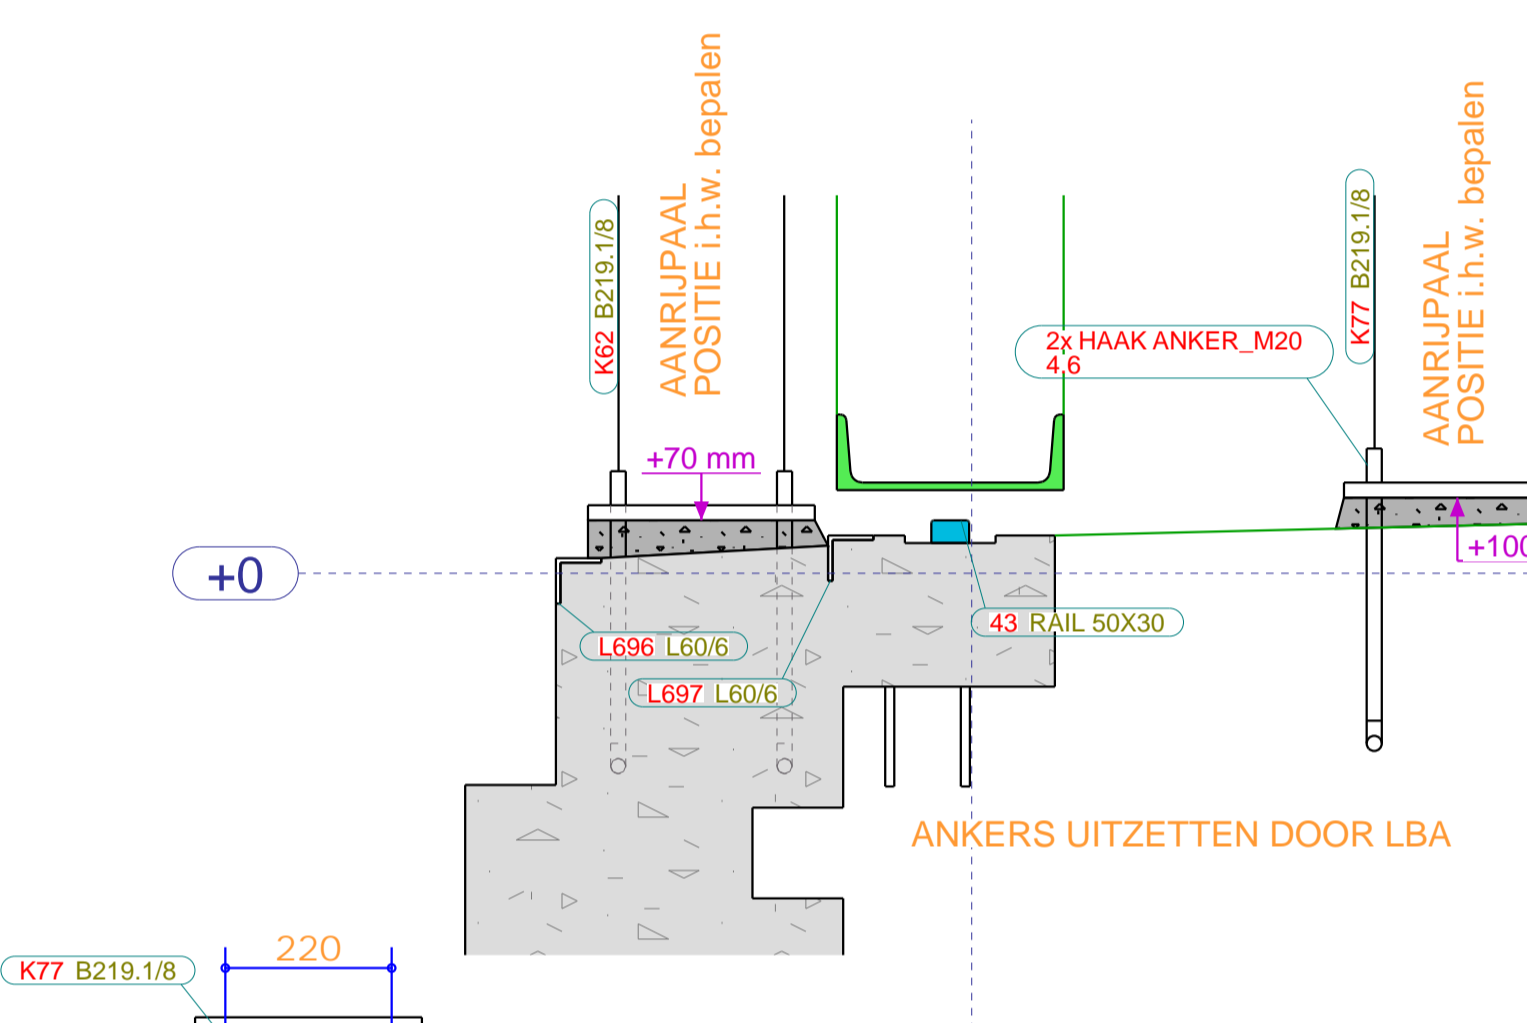 AANRIJPAAL
POSITIE i.h.w. bepalen
K62 B219.1/8
AANRIJPAAL
POSITIE i.h.w. bepalen
K77 B219.1/8
2x HAAK ANKER_M20
4.6
+70 mm
+100
+0
43 RAIL 50X30
L696 L60/6
L697 L60/6
ANKERS UITZETTEN DOOR LBA
220
K77 B219.1/8